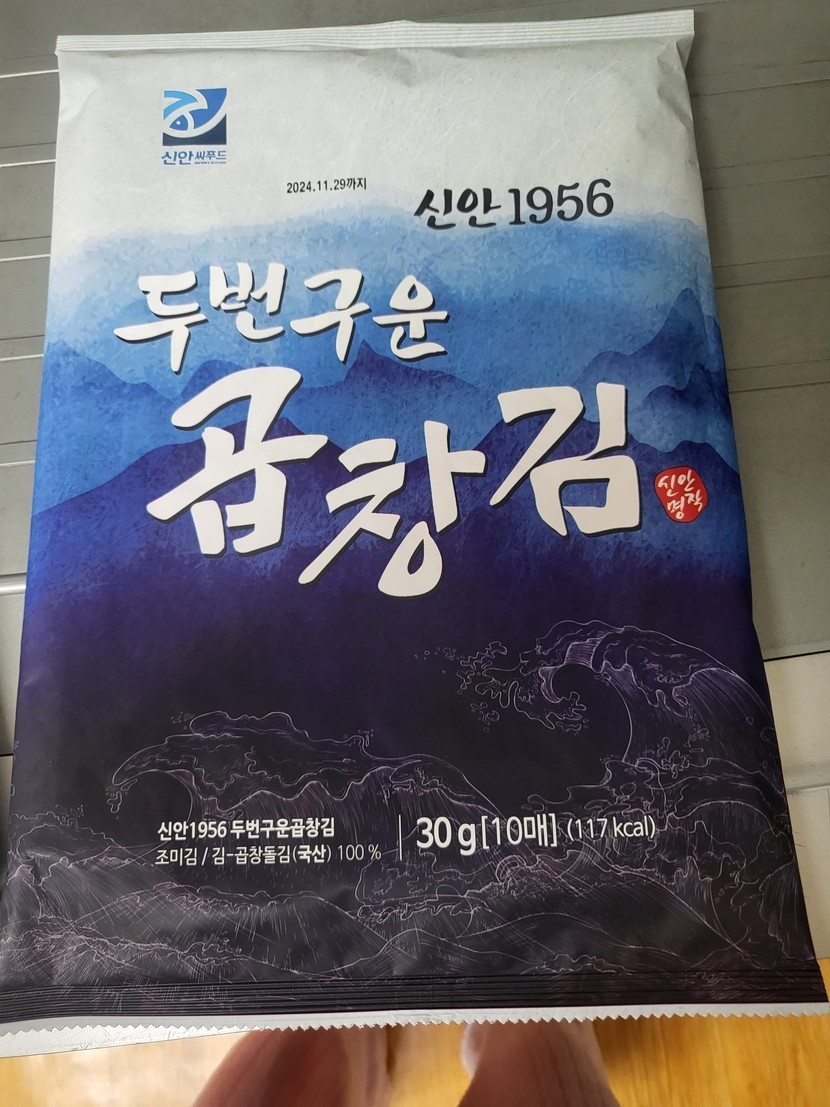 신안씨푸드
2024.11.29까지
신안1956
두번구운
곱창김
신안
명작
신안1956 두번구운곱창김
조미김 / 김-곱창돌김(국산) 100 %
30 g[10매] (117 kcal)